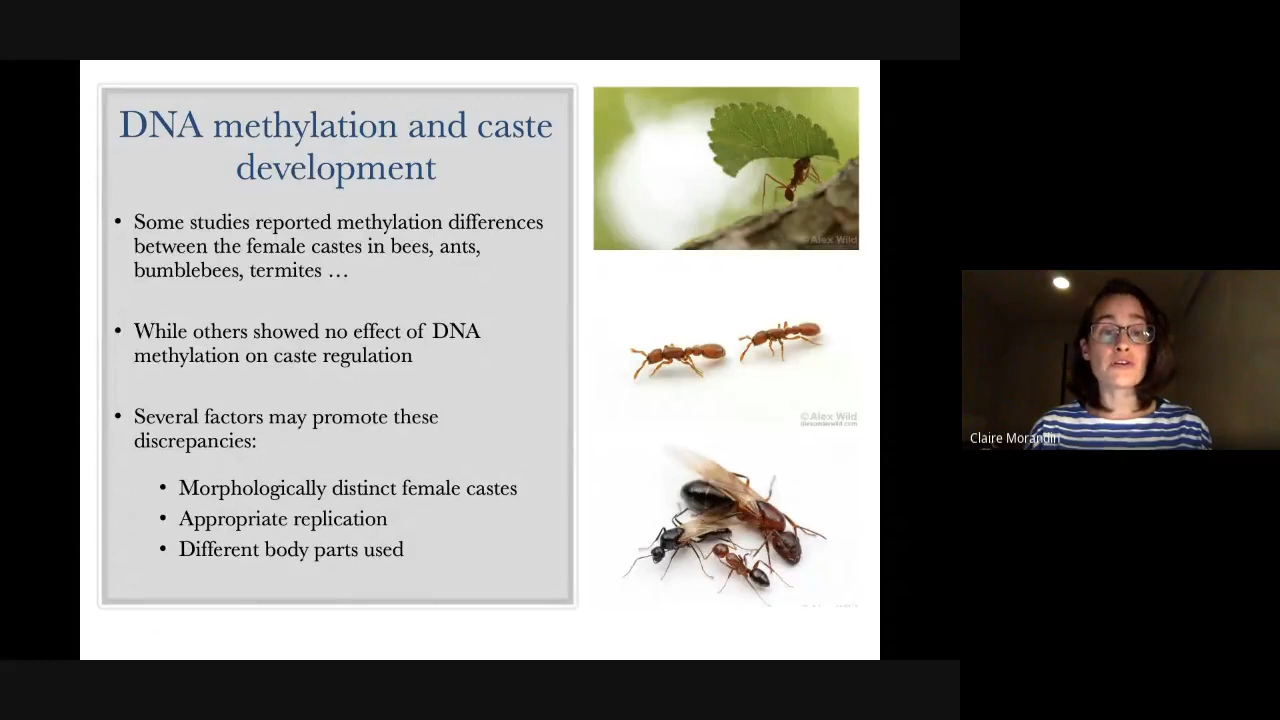 DNA methylation and caste
development
• Some studies reported methylation differences
between the female castes in bees, ants,
bumblebees, termites …
• While others showed no effect of DNA
methylation on caste regulation
• Several factors may promote these
discrepancies:
• Morphologically distinct female castes
• Appropriate replication
• Different body parts used
© Alex Wild
© Alex Wild
alexanderwild.com
Claire Morandin